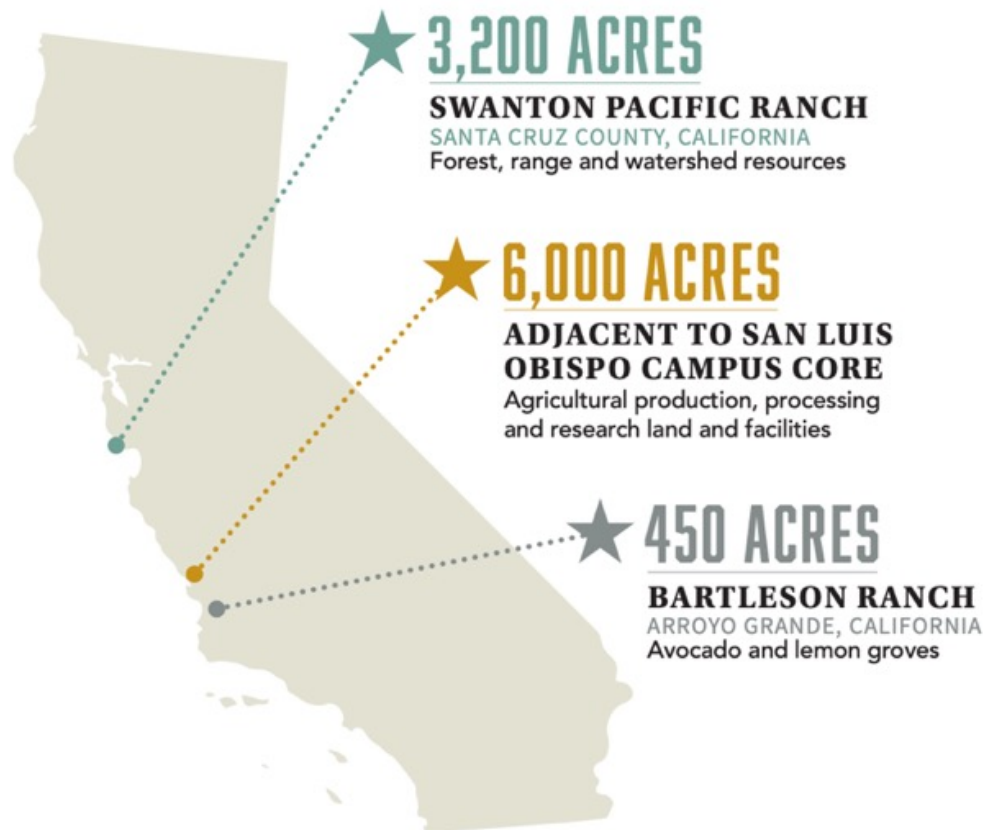 3,200 ACRES
SWANTON PACIFIC RANCH
SANTA CRUZ COUNTY, CALIFORNIA
Forest, range and watershed resources
6,000 ACRES
ADJACENT TO SAN LUIS
OBISPO CAMPUS CORE
Agricultural production, processing
and research land and facilities
450 ACRES
BARTLESON RANCH
ARROYO GRANDE, CALIFORNIA
Avocado and lemon groves